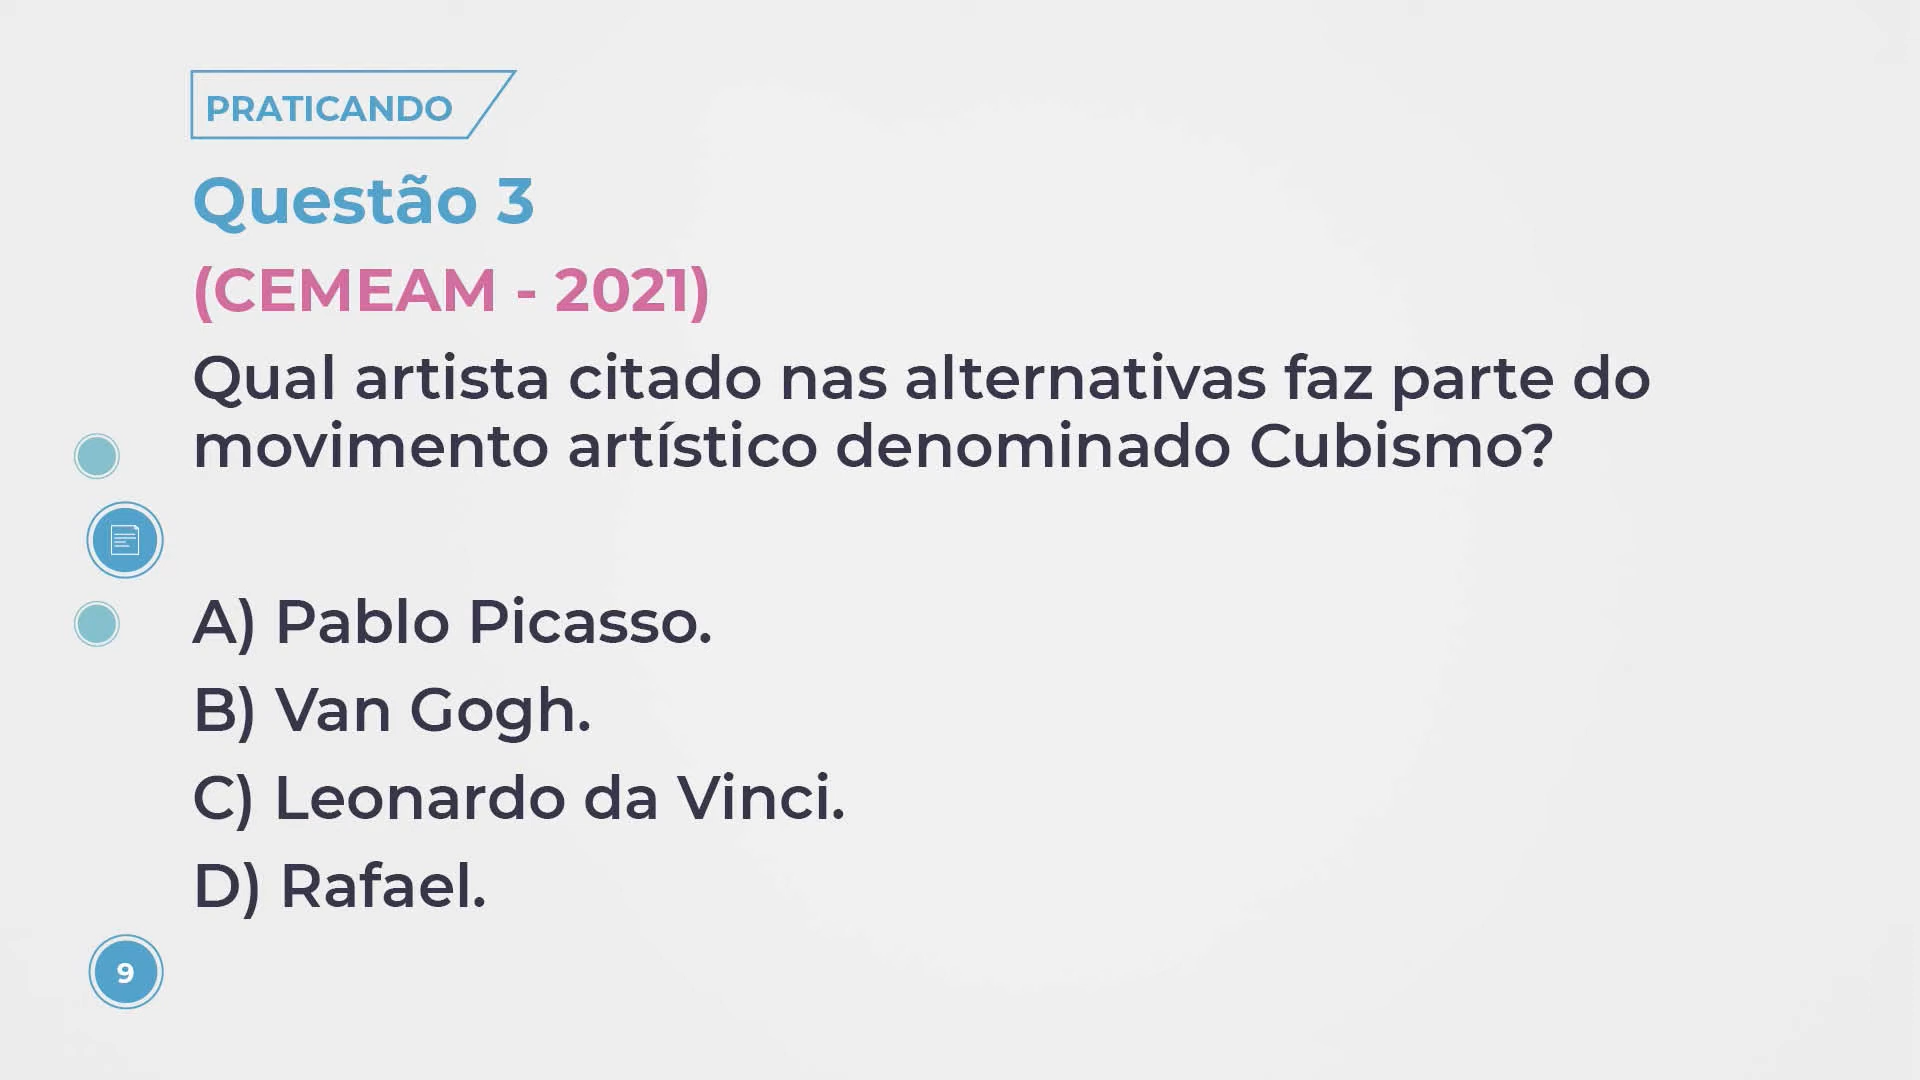 PRATICANDO
Questão 3
(CEMEAM - 2021)
Qual artista citado nas alternativas faz parte do
movimento artístico denominado Cubismo?
A) Pablo Picasso.
B) Van Gogh.
C) Leonardo da Vinci.
D) Rafael.
9